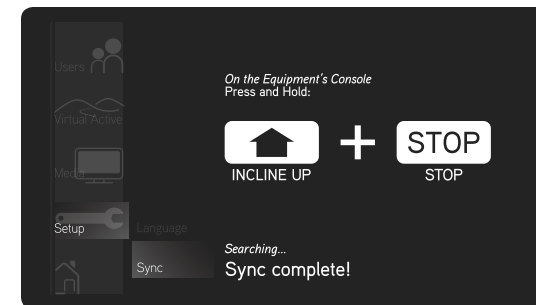 Users
Virtual Active
Media
Setup
Language
Sync
On the Equipment's Console
Press and Hold:
STOP
INCLINE UP
STOP
Searching...
Sync complete!